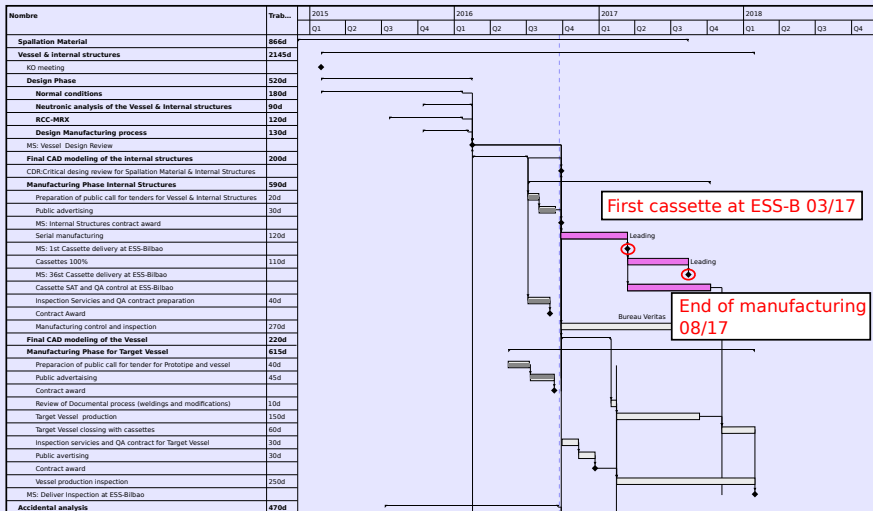 Nombre Trab... 2015 2016 2017 2018
Q1 Q2 Q3 Q4 Q1 Q2 Q3 Q4 Q1 Q2 Q3 Q4 Q1 Q2 Q3 Q4
Spallation Material 866d
Vessel & internal structures 2145d
KO meeting
Design Phase 520d
Normal conditions 180d
Neutronic analysis of the Vessel & Internal structures 90d
RCC-MRX 120d
Design Manufacturing process 130d
MS: Vessel Design Review
Final CAD modeling of the internal structures 200d
CDR:Critical desing review for Spallation Material & Internal Structures
Manufacturing Phase Internal Structures 590d
Preparation of public call for tenders for Vessel & Internal Structures 20d
Public advertising 30d
First cassette at ESS-B 03/17
MS: Internal Structures contract award
Serial manufacturing 120d Leading
MS: 1st Cassette delivery at ESS-Bilbao
Cassettes 100% 110d Leading
MS: 36st Cassette delivery at ESS-Bilbao
Cassette SAT and QA control at ESS-Bilbao
Inspection Servicies and QA contract preparation 40d
End of manufacturing
08/17
Contract Award
Manufacturing control and inspection 270d Bureau Veritas
Final CAD modeling of the Vessel 220d
Manufacturing Phase for Target Vessel 615d
Preparacion of public call for tender for Prototipe and vessel 40d
Public advertaising 45d
Contract award
Review of Documental process (weldings and modifications) 10d
Target Vessel production 150d
Target Vessel clossing with cassettes 60d
Inspection servicies and QA contract for Target Vessel 30d
Public avertising 30d
Contract award
Vessel production inspection 250d
MS: Deliver Inspection at ESS-Bilbao
Accidental analysis 470d